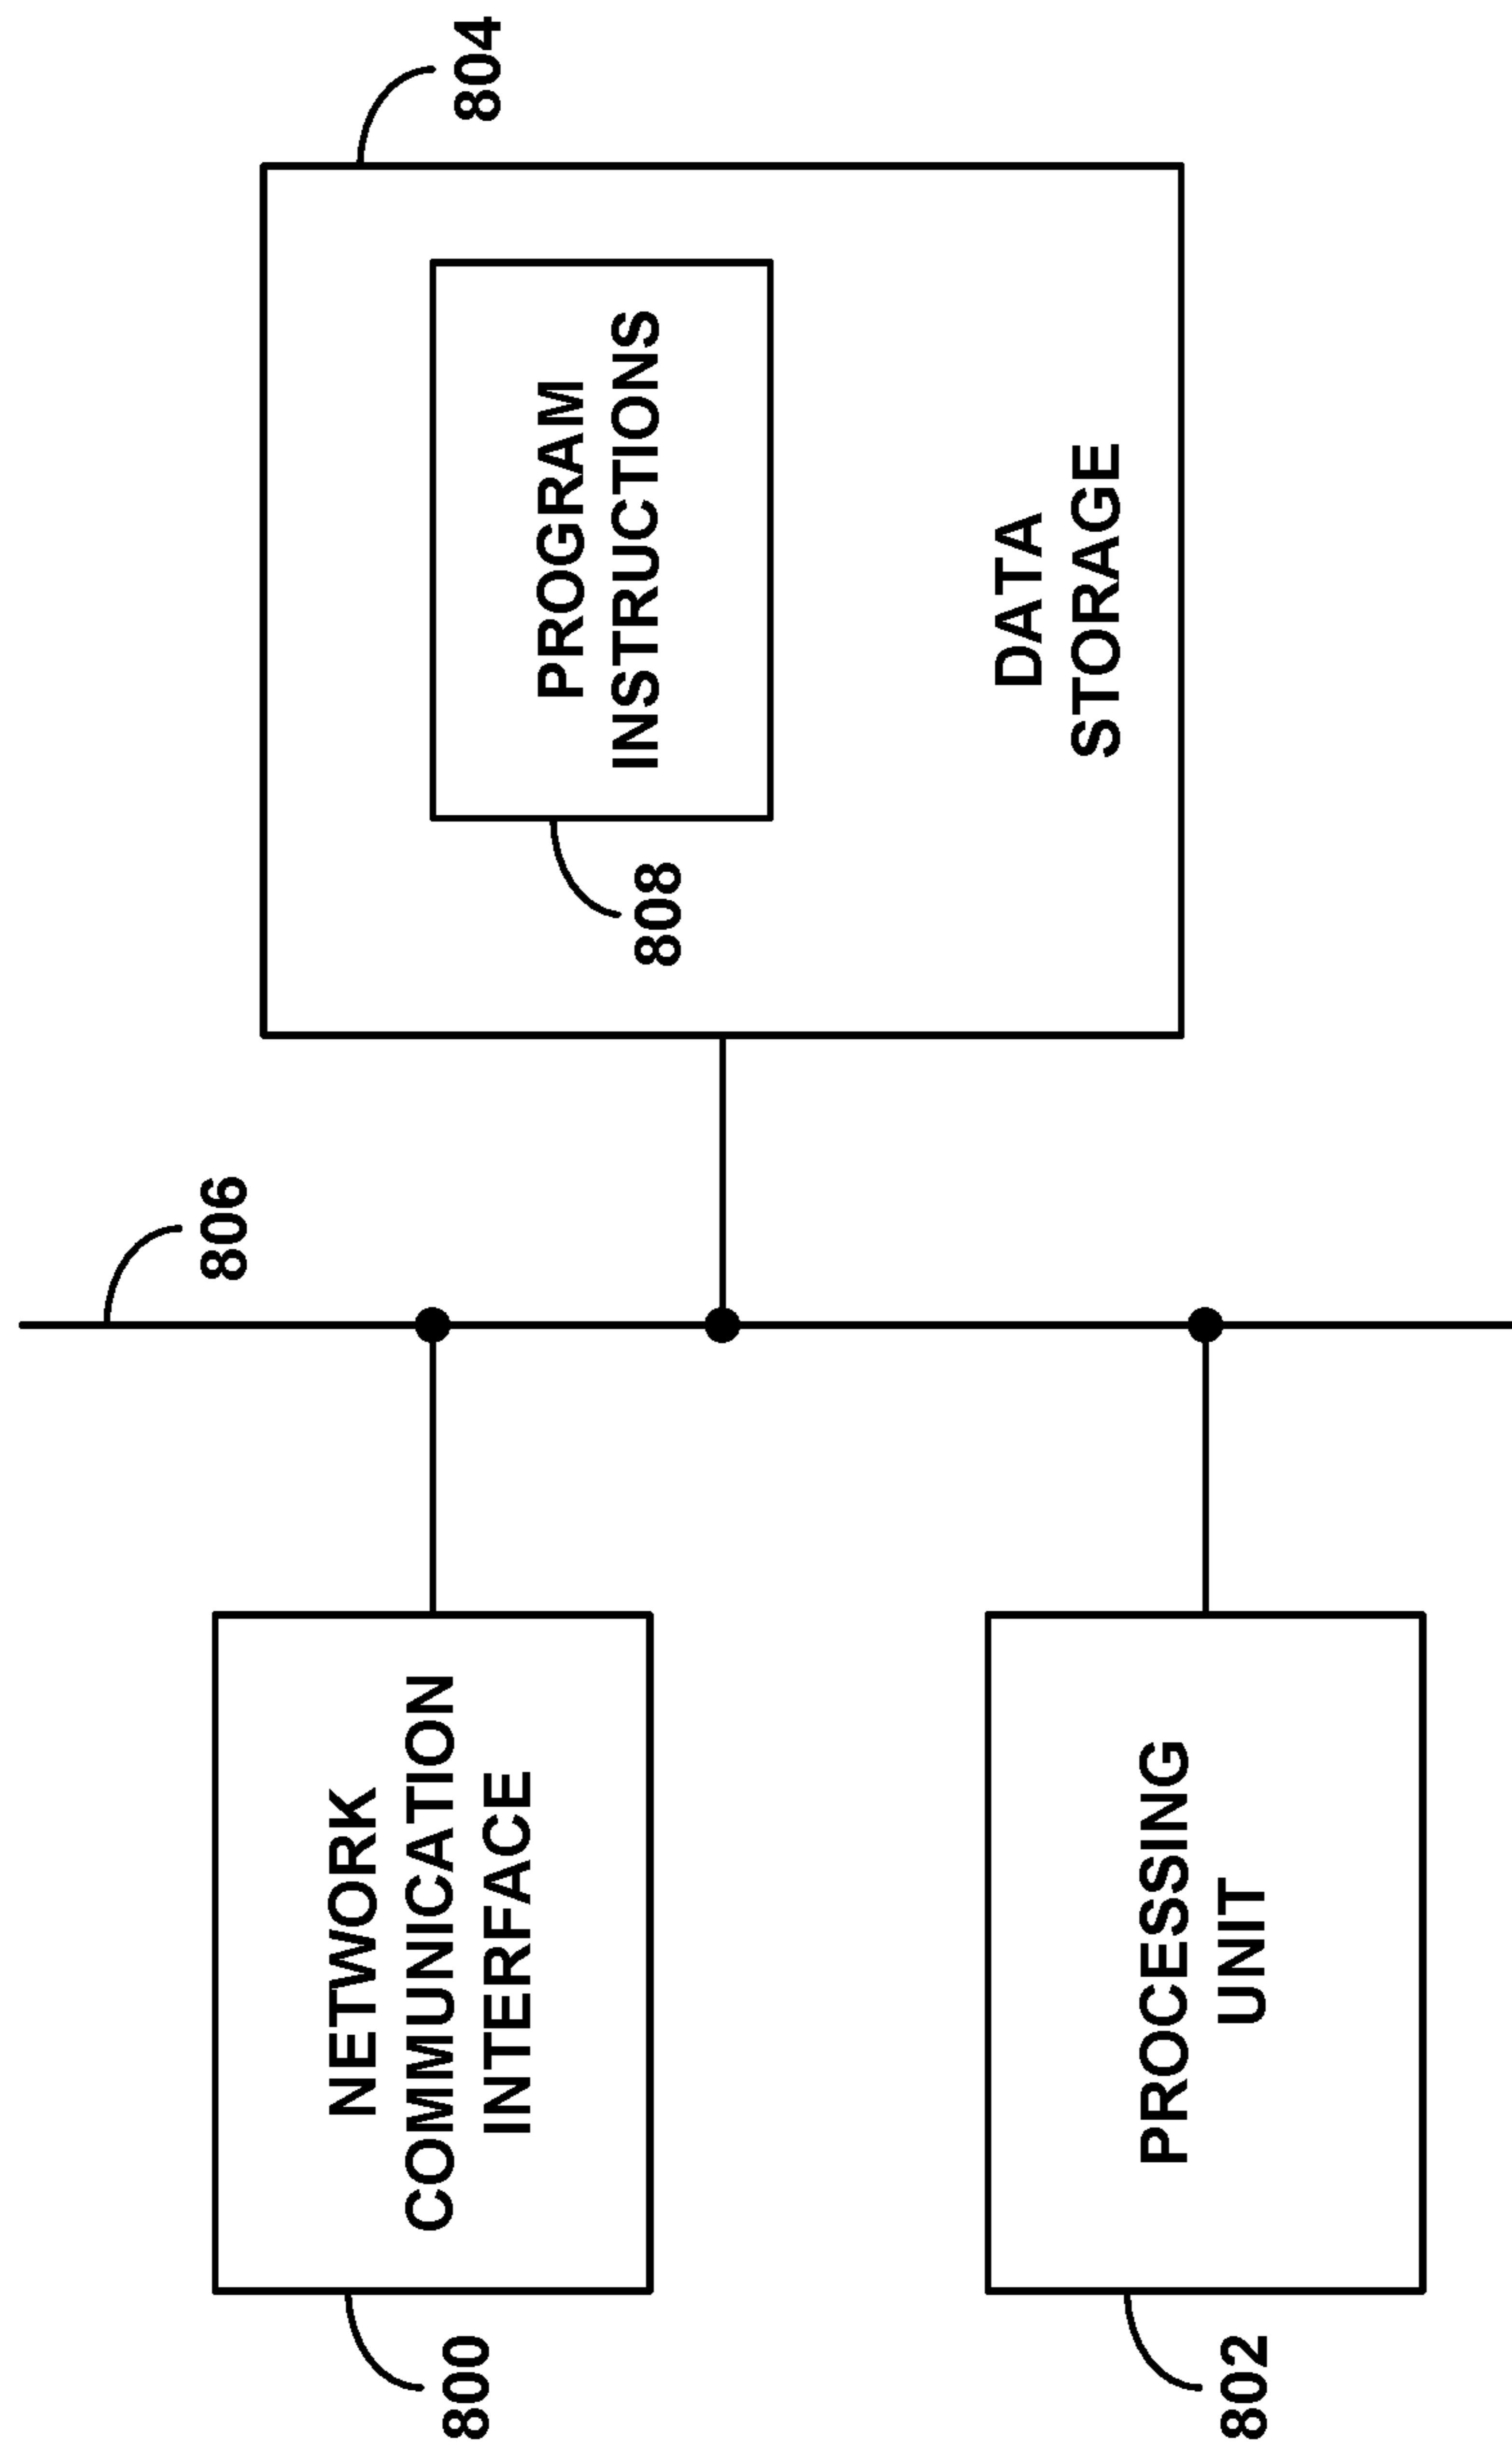 806
804
NETWORK
COMMUNICATION
INTERFACE
800
PROGRAM
INSTRUCTIONS
808
DATA
STORAGE
PROCESSING
UNIT
802